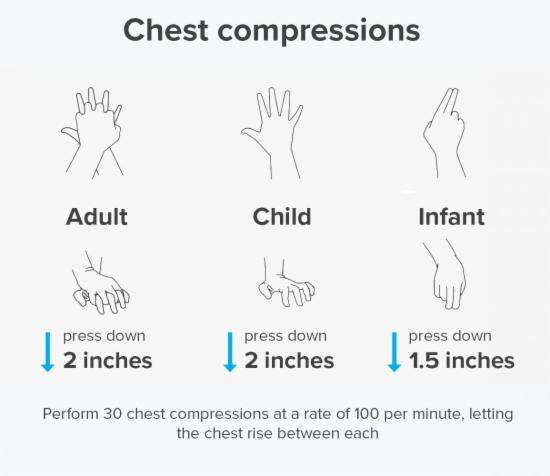 Chest compressions
Adult
Child
Infant
press down
2 inches
press down
2 inches
press down
1.5 inches
Perform 30 chest compressions at a rate of 100 per minute, letting
the chest rise between each